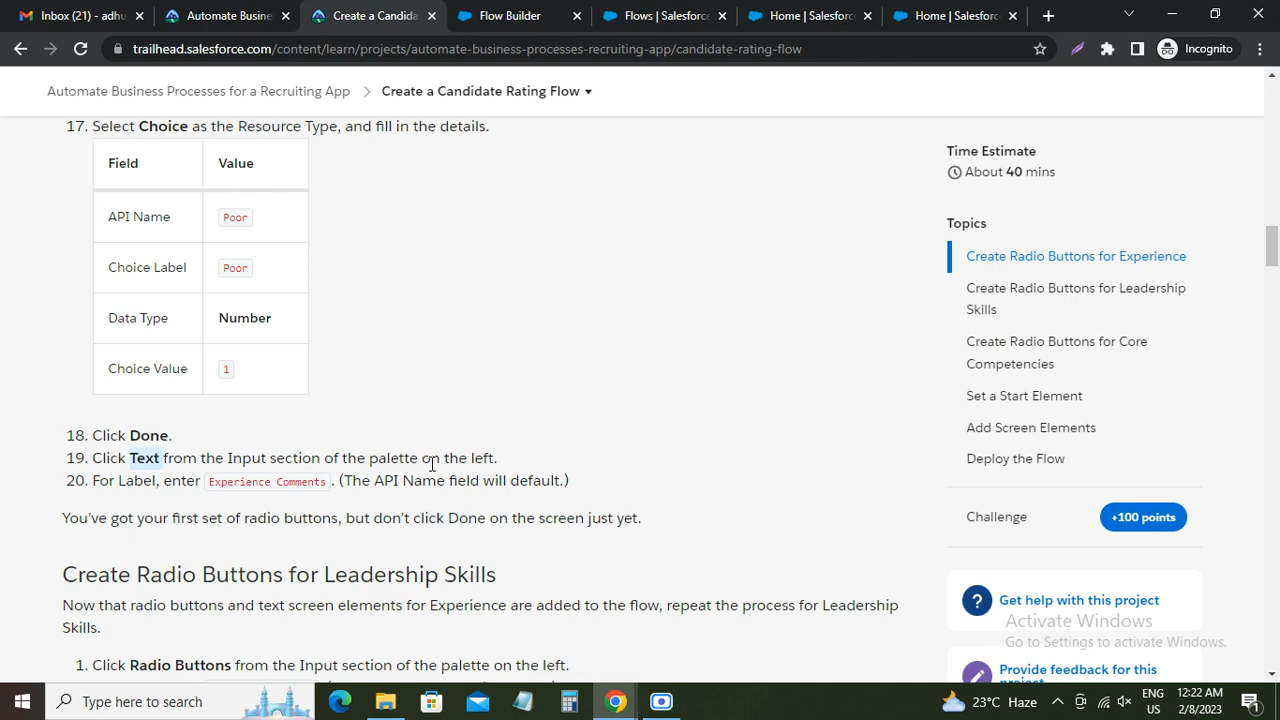 Inbox (21) - adhu
Automate Busine
Create a Candida
Flow Builder
Flows | Salesforce
Home | Salesforc
Home | Salesforc
trailhead.salesforce.com/content/learn/projects/automate-business-processes-recruiting-app/candidate-rating-flow
Incognito
Automate Business Processes for a Recruiting App > Create a Candidate Rating Flow
17. Select Choice as the Resource Type, and fill in the details.
Field Value
API Name Poor
Choice Label Poor
Data Type Number
Choice Value 1
18. Click Done.
19. Click Text from the Input section of the palette on the left.
20. For Label, enter Experience Comments. (The API Name field will default.)
You've got your first set of radio buttons, but don't click Done on the screen just yet.
Create Radio Buttons for Leadership Skills
Now that radio buttons and text screen elements for Experience are added to the flow, repeat the process for Leadership
Skills.
1. Click Radio Buttons from the Input section of the palette on the left.
Time Estimate
About 40 mins
Topics
Create Radio Buttons for Experience
Create Radio Buttons for Leadership
Skills
Create Radio Buttons for Core
Competencies
Set a Start Element
Add Screen Elements
Deploy the Flow
Challenge +100 points
Get help with this project
Provide feedback for this
Activate Windows
Go to Settings to activate Windows.
Type here to search
23°C Haze
ENG
US
12:22 AM
2/8/2023
1